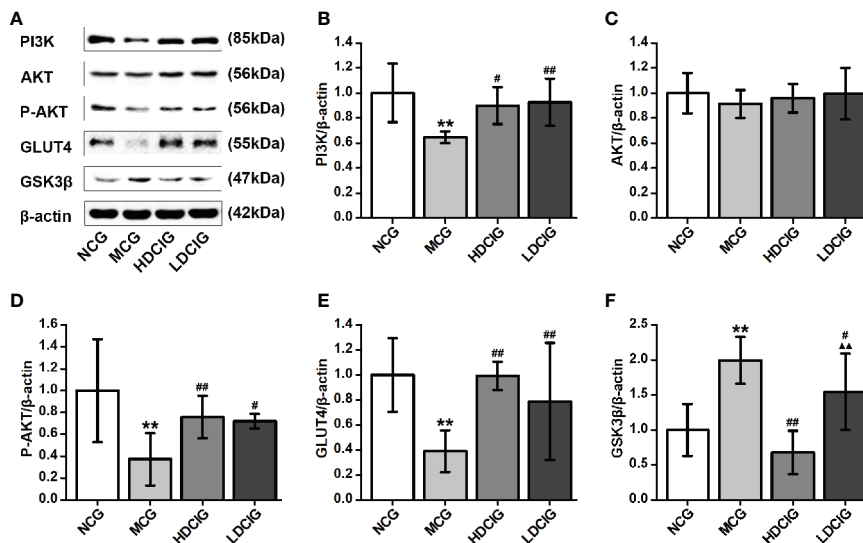 A
PI3K (85kDa)
AKT (56kDa)
P-AKT (56kDa)
GLUT4 (55kDa)
GSK3β (47kDa)
β-actin (42kDa)
NCG MCG HDCIG LDCIG
B
PI3K/β-actin
1.4
1.2
1.0
0.8
0.6
0.4
0.2
0.0
** # ##
NCG MCG HDCIG LDCIG
C
AKT/β-actin
1.4
1.2
1.0
0.8
0.6
0.4
0.2
0.0
NCG MCG HDCIG LDCIG
D
P-AKT/β-actin
1.6
1.4
1.2
1.0
0.8
0.6
0.4
0.2
0.0
** ## #
NCG MCG HDCIG LDCIG
E
GLUT4/β-actin
1.4
1.2
1.0
0.8
0.6
0.4
0.2
0.0
** ## ##
NCG MCG HDCIG LDCIG
F
GSK3β/β-actin
2.5
2.0
1.5
1.0
0.5
0.0
#
** ## ▲▲
NCG MCG HDCIG LDCIG